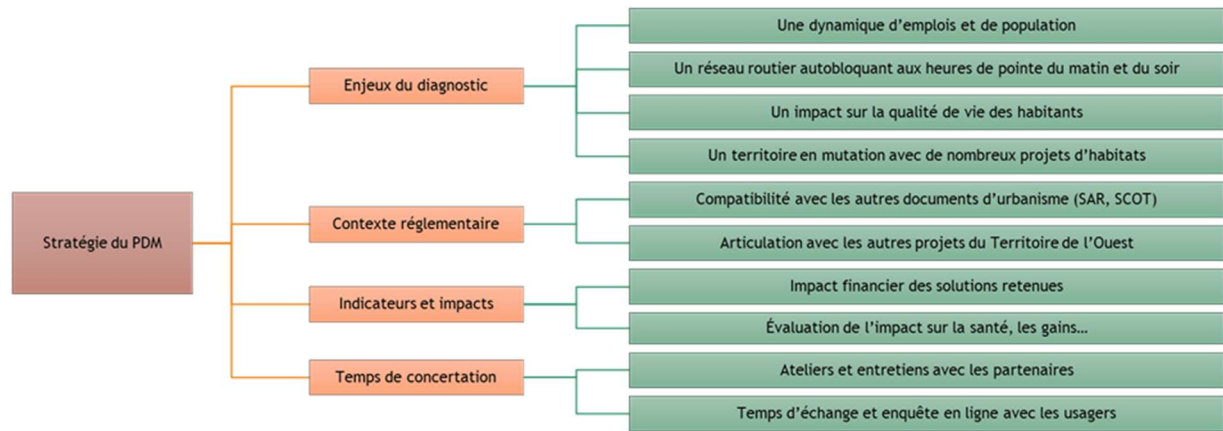 Stratégie du PDM
Enjeux du diagnostic
Une dynamique d’emplois et de population
Un réseau routier autobloquant aux heures de pointe du matin et du soir
Un impact sur la qualité de vie des habitants
Un territoire en mutation avec de nombreux projets d’habitats
Contexte réglementaire
Compatibilité avec les autres documents d’urbanisme (SAR, SCOT)
Articulation avec les autres projets du Territoire de l’Ouest
Indicateurs et impacts
Impact financier des solutions retenues
Évaluation de l’impact sur la santé, les gains…
Temps de concertation
Ateliers et entretiens avec les partenaires
Temps d’échange et enquête en ligne avec les usagers